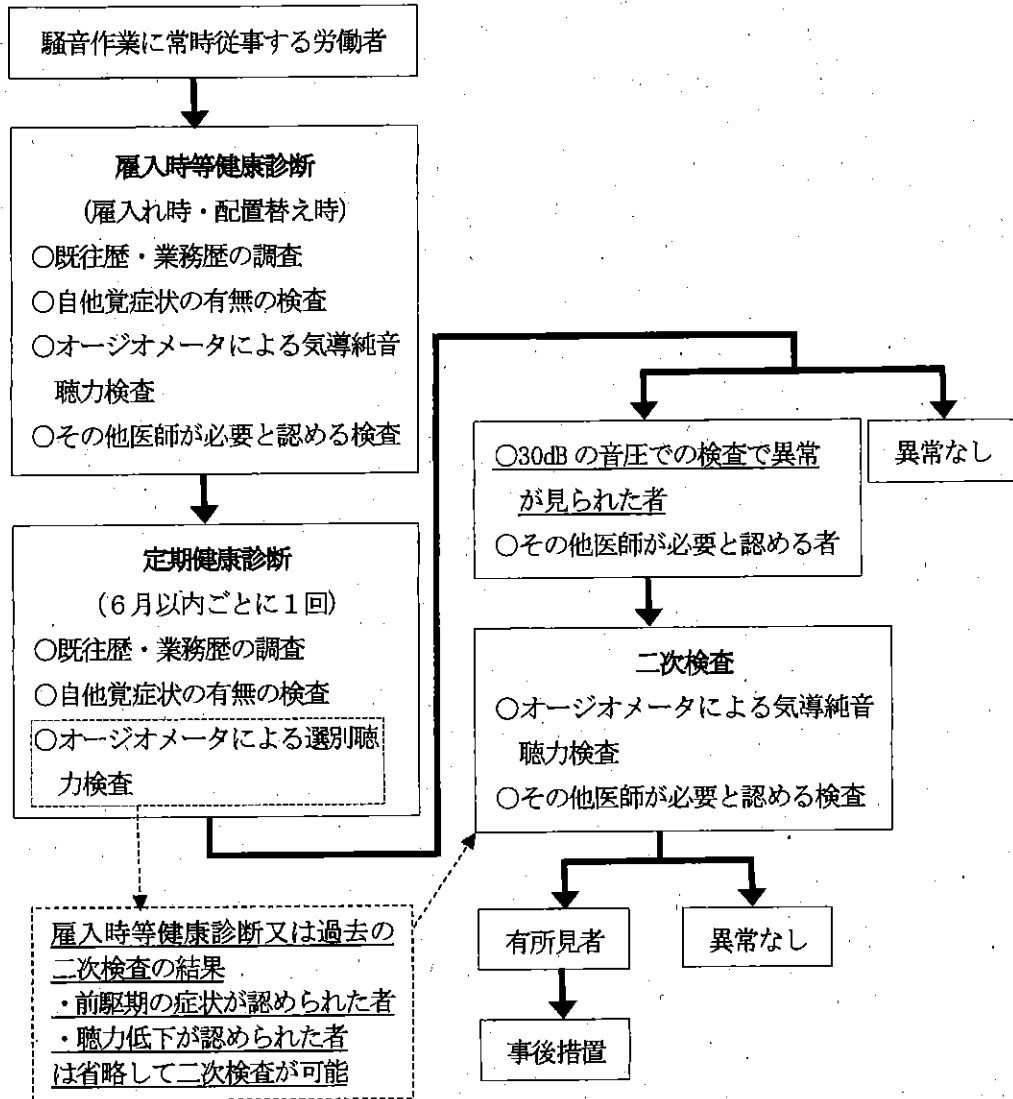 騒音作業に常時従事する労働者
雇入時等健康診断
(雇入れ時・配置替え時)
○既往歴・業務歴の調査
○自他覚症状の有無の検査
○オージオメータによる気導純音
聴力検査
○その他医師が必要と認める検査
定期健康診断
(6月以内ごとに1回)
○既往歴・業務歴の調査
○自他覚症状の有無の検査
○オージオメータによる選別聴
力検査
雇入時等健康診断又は過去の
二次検査の結果
・前駆期の症状が認められた者
・聴力低下が認められた者
は省略して二次検査が可能
○30dBの音圧での検査で異常
が見られた者
○その他医師が必要と認める者
異常なし
二次検査
○オージオメータによる気導純音
聴力検査
○その他医師が必要と認める検査
有所見者
異常なし
事後措置